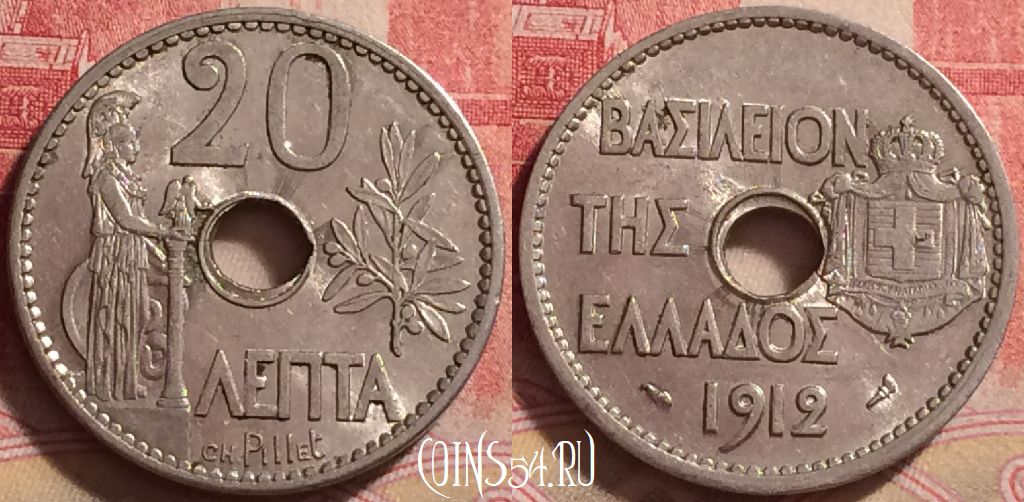 20
ΛΕΠΤΑ
CH Pillet
ΒΑΣΙΛΕΙΟΝ
ΤΗΣ
ΕΛΛΑΔΟΣ
1912
COINS54.RU